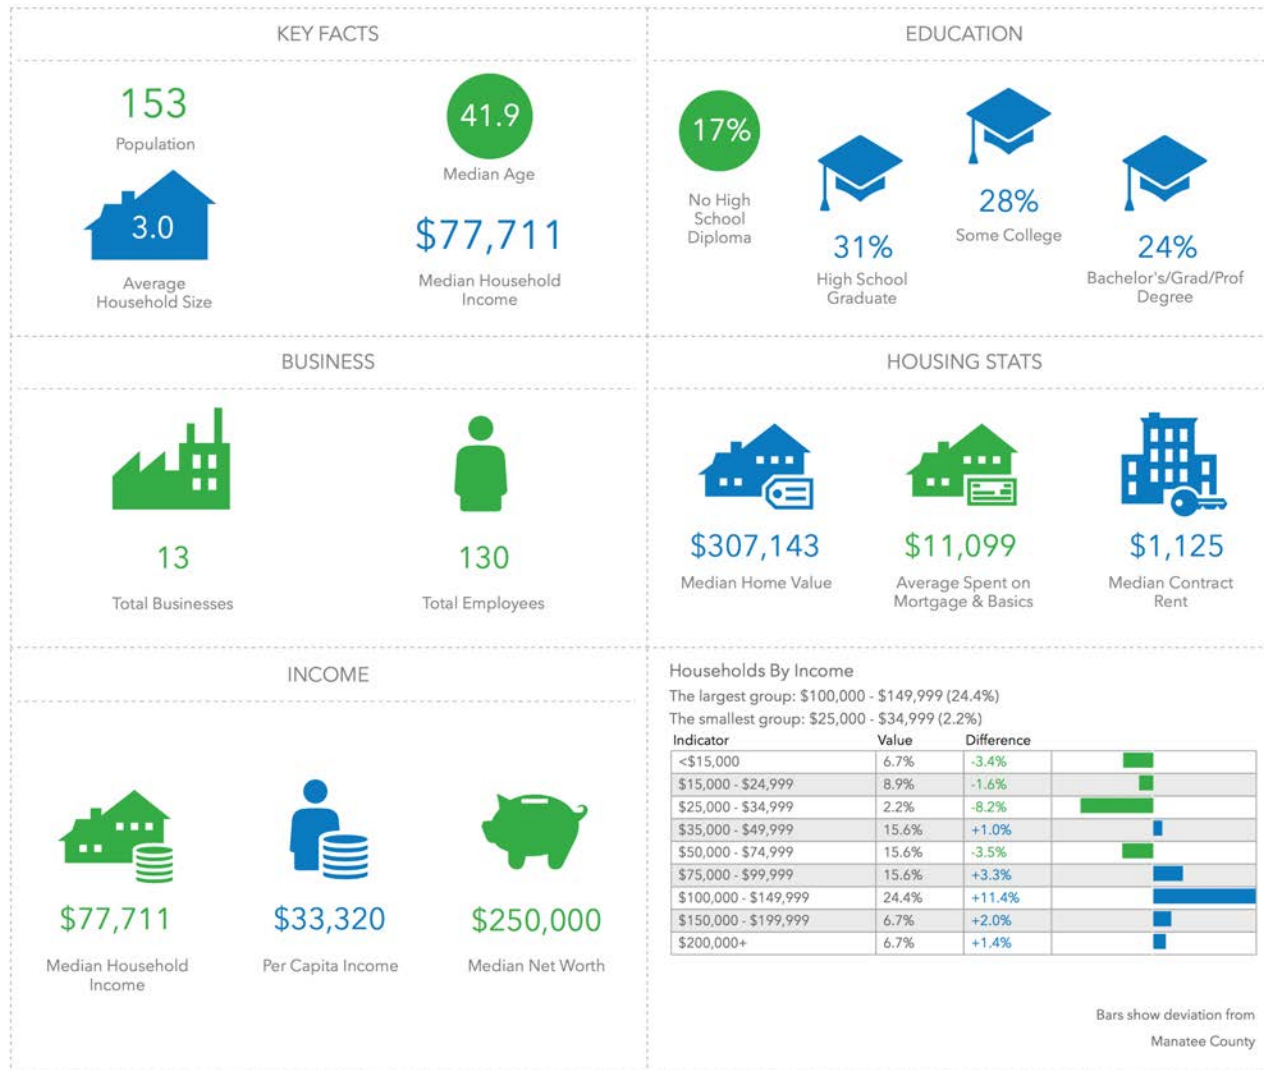 KEY FACTS
153
Population
41.9
Median Age
3.0
Average
Household Size
$77,711
Median Household
Income
EDUCATION
17%
No High
School
Diploma
31%
High School
Graduate
28%
Some College
24%
Bachelor's/Grad/Prof
Degree
BUSINESS
13
Total Businesses
130
Total Employees
HOUSING STATS
$307,143
Median Home Value
$11,099
Average Spent on
Mortgage & Basics
$1,125
Median Contract
Rent
INCOME
$77,711
Median Household
Income
$33,320
Per Capita Income
$250,000
Median Net Worth
Households By Income
The largest group: $100,000 - $149,999 (24.4%)
The smallest group: $25,000 - $34,999 (2.2%)
Indicator Value Difference
<$15,000 6.7% -3.4%
$15,000 - $24,999 8.9% -1.6%
$25,000 - $34,999 2.2% -8.2%
$35,000 - $49,999 15.6% +1.0%
$50,000 - $74,999 15.6% -3.5%
$75,000 - $99,999 15.6% +3.3%
$100,000 - $149,999 24.4% +11.4%
$150,000 - $199,999 6.7% +2.0%
$200,000+ 6.7% +1.4%
Bars show deviation from
Manatee County